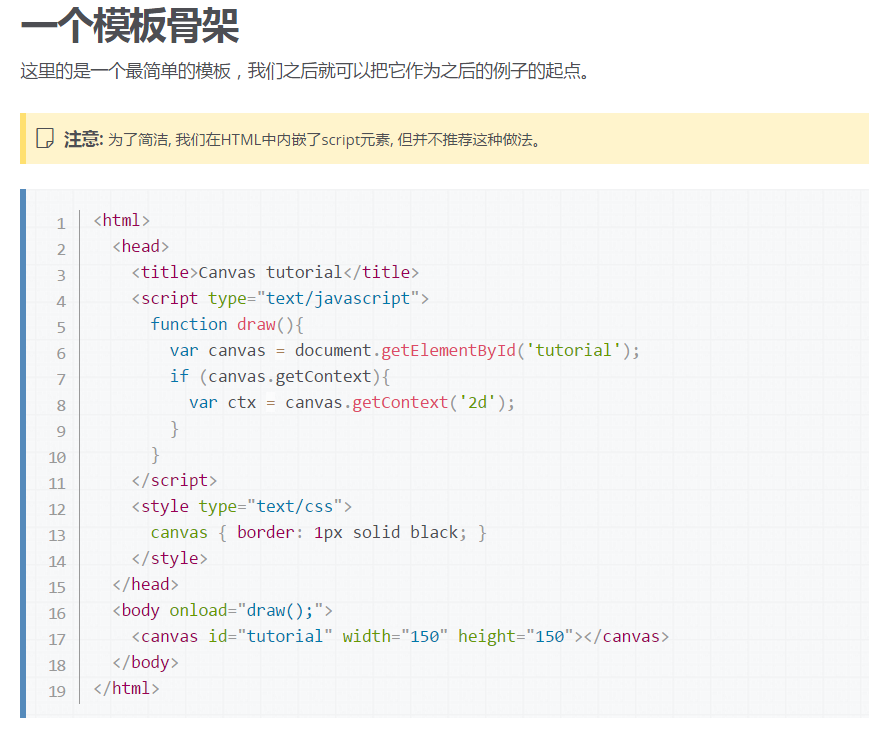 一个模板骨架
这里的是一个最简单的模板，我们之后就可以把它作为之后的例子的起点。
注意: 为了简洁, 我们在HTML中内嵌了script元素, 但并不推荐这种做法。
1 <html>
2   <head>
3     <title>Canvas tutorial</title>
4     <script type="text/javascript">
5       function draw(){
6         var canvas = document.getElementById('tutorial');
7         if (canvas.getContext){
8           var ctx = canvas.getContext('2d');
9         }
10       }
11     </script>
12     <style type="text/css">
13       canvas { border: 1px solid black; }
14     </style>
15   </head>
16   <body onload="draw();">
17     <canvas id="tutorial" width="150" height="150"></canvas>
18   </body>
19 </html>